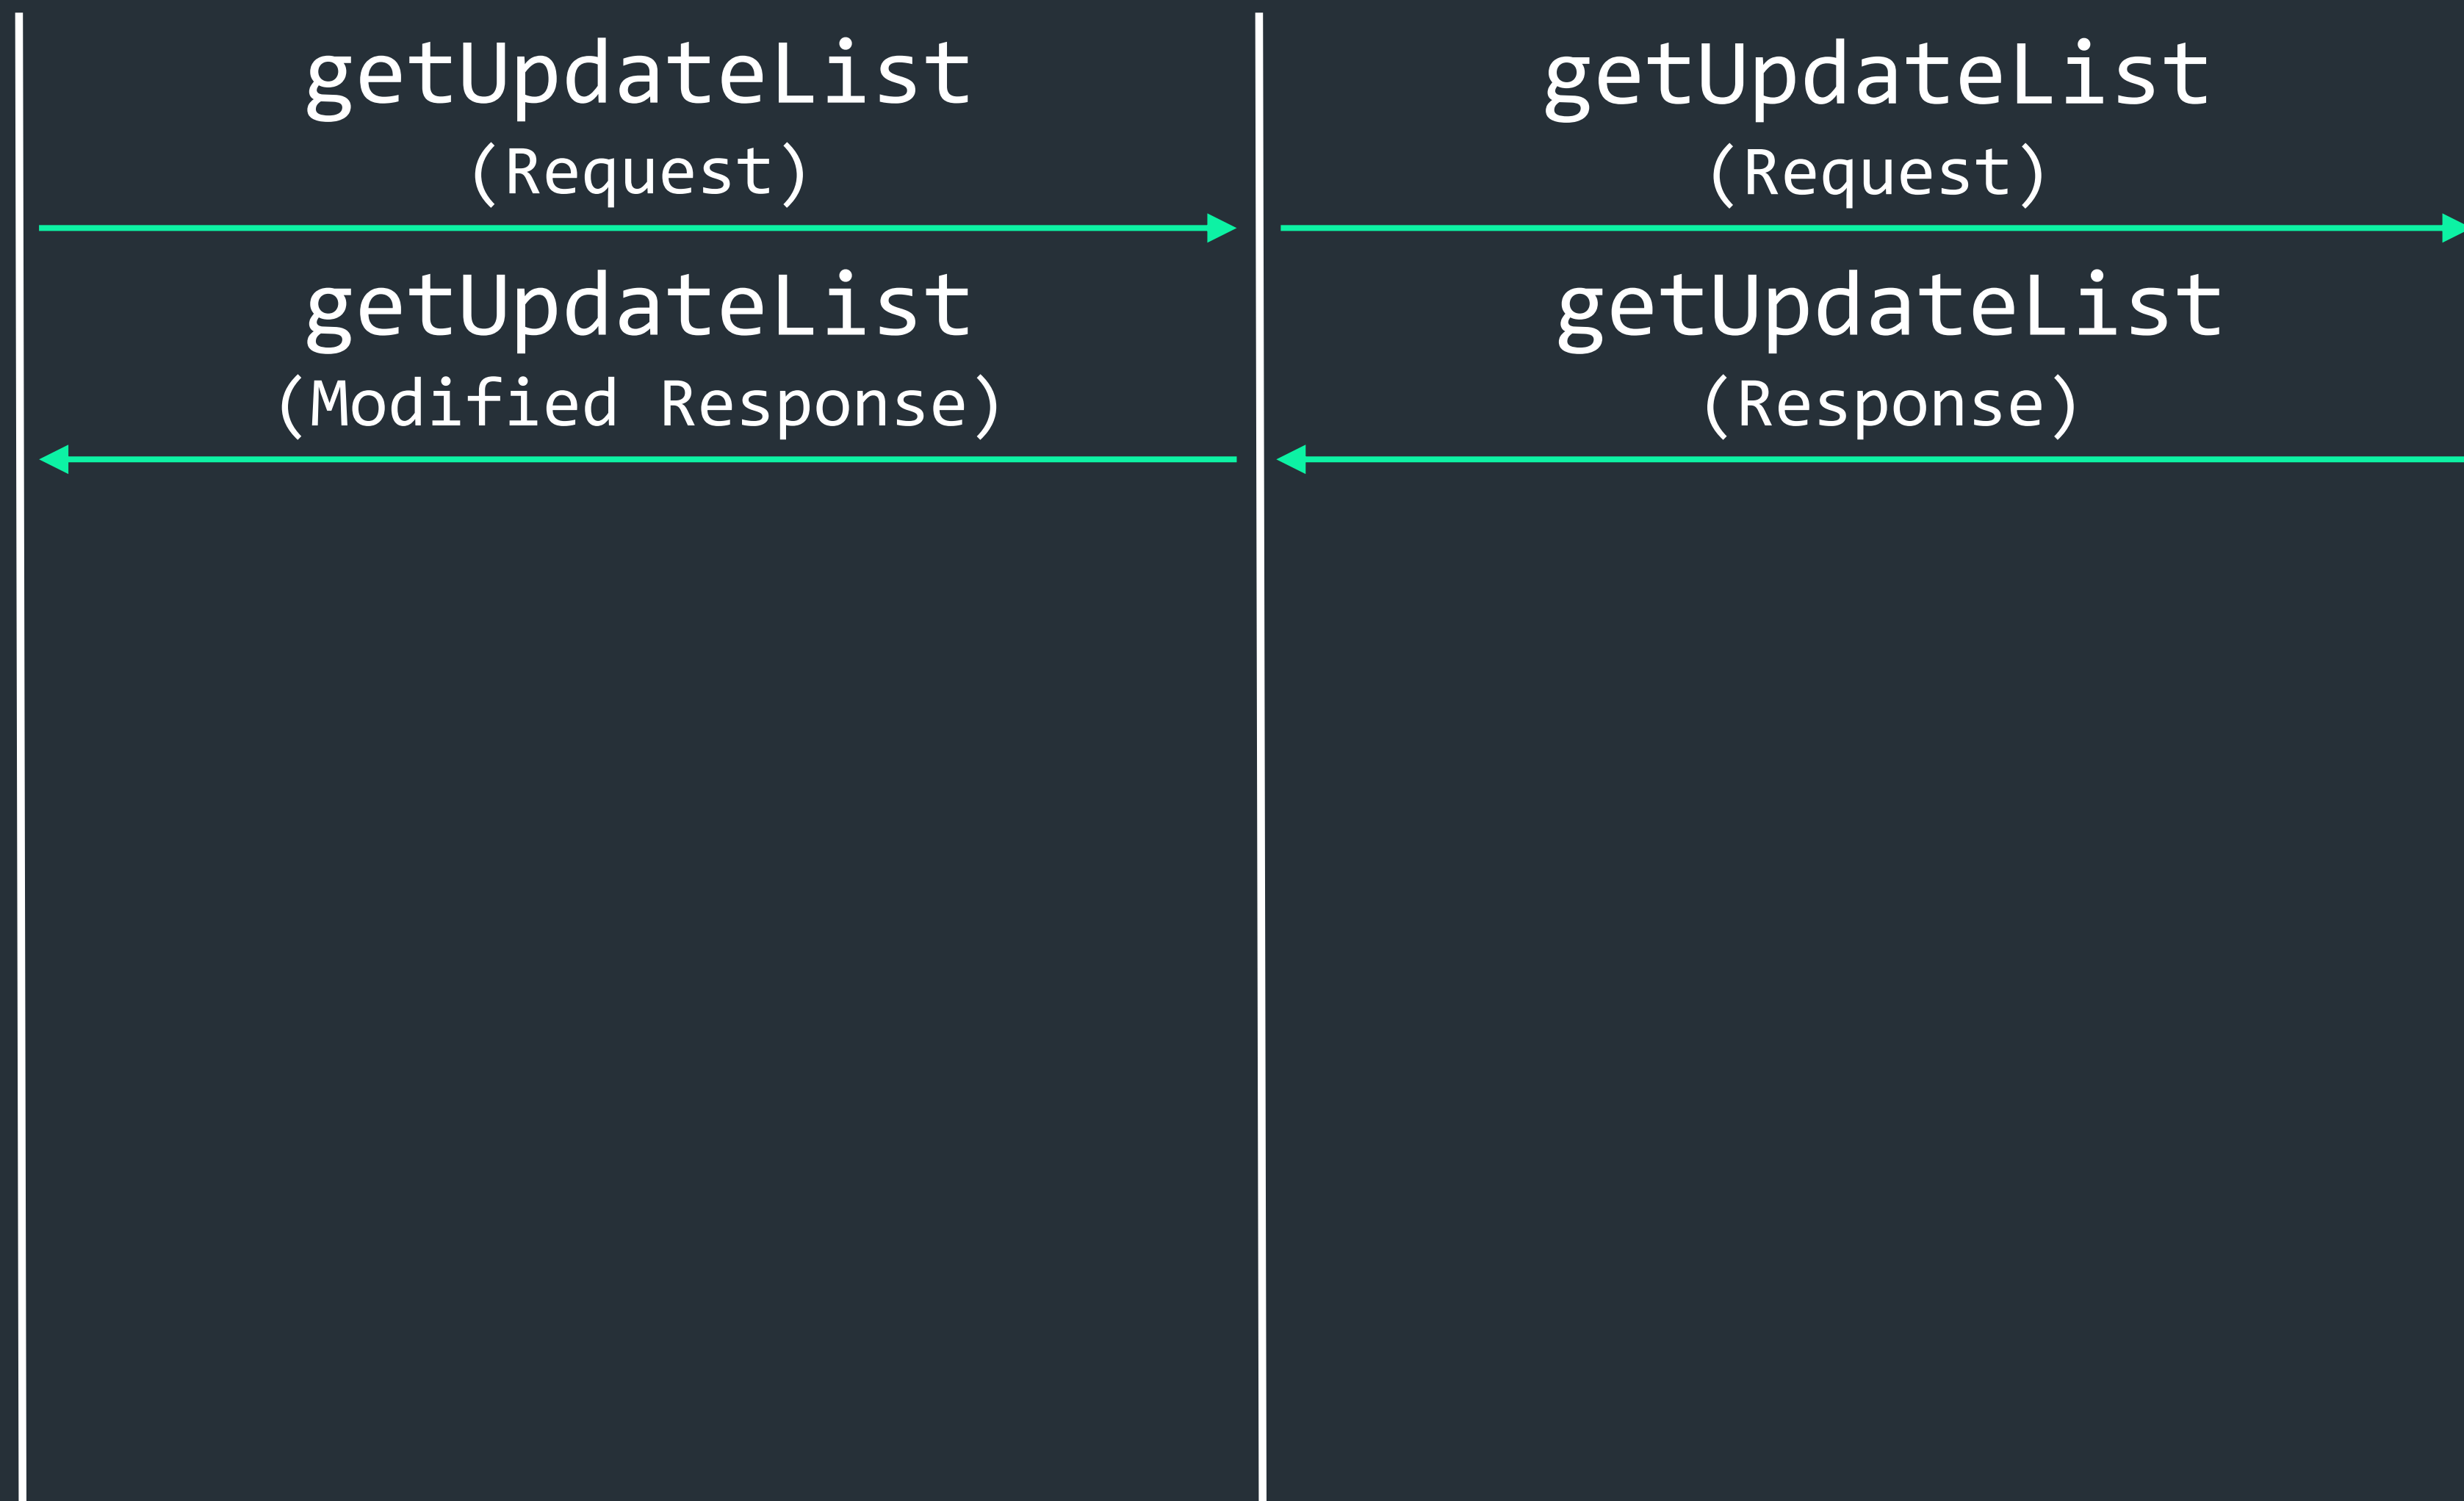 getUpdateList
(Request)
getUpdateList
(Request)
getUpdateList
(Modified Response)
getUpdateList
(Response)